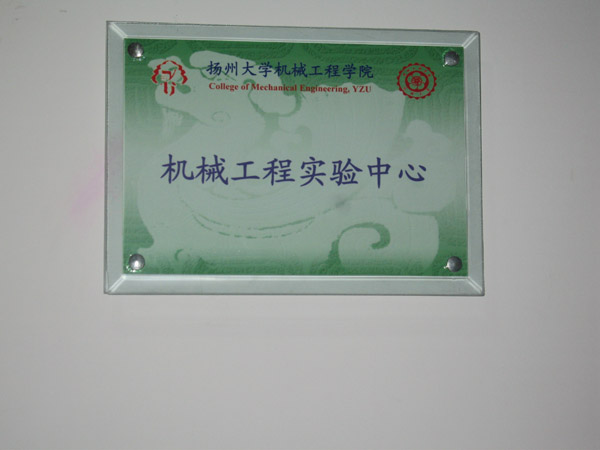 扬州大学机械工程学院
College of Mechanical Engineering, YZU
机械工程实验中心